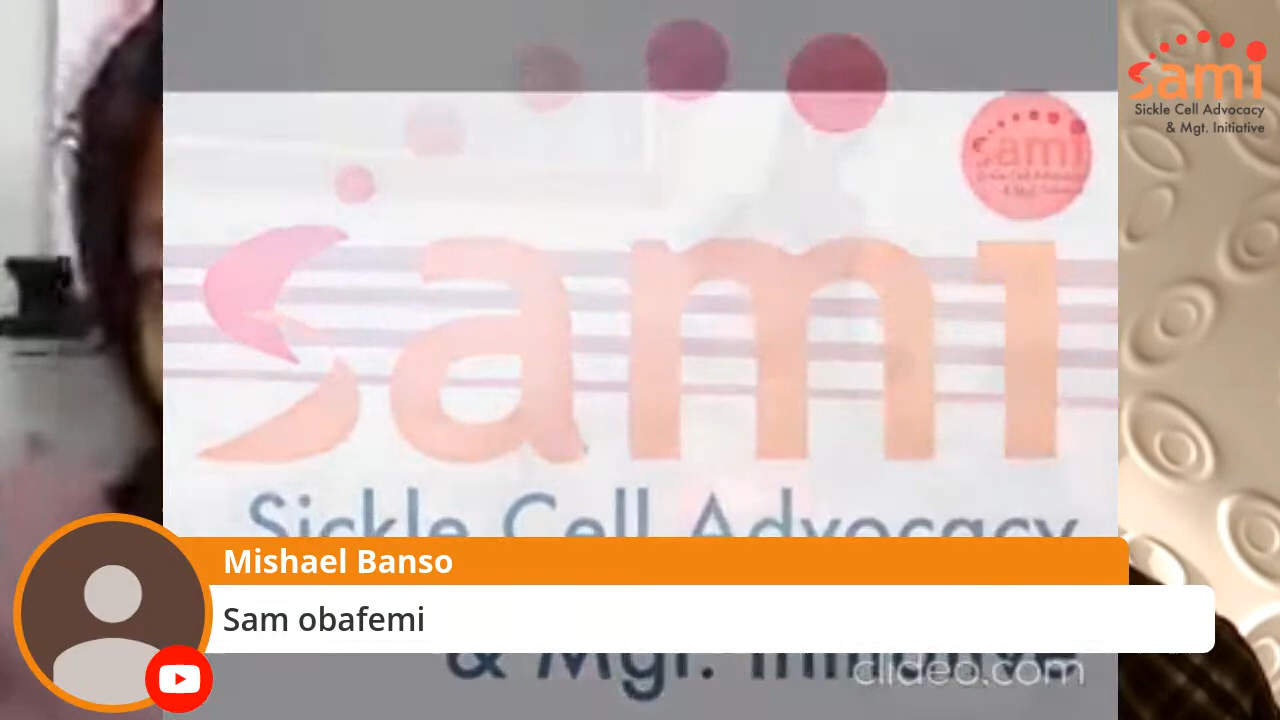 sami
Sickle Cell Advocacy
& Mgt. Initiative
sami
sami
Sickle Cell Advocacy
& Mgt. Initiative
Mishael Banso
Sam obafemi
clideo.com